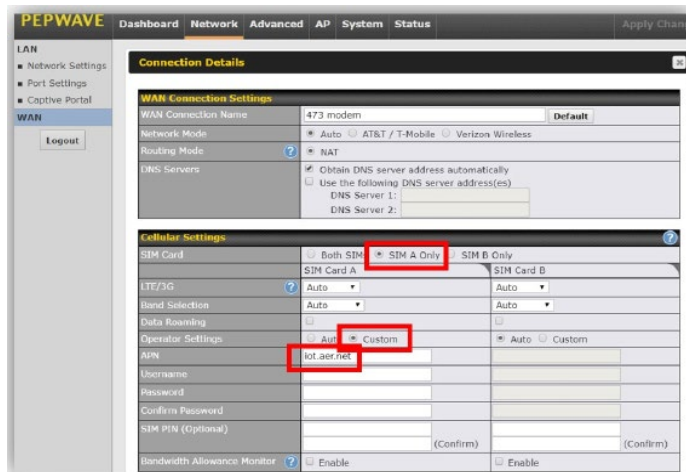 PEPWAVE Dashboard Network Advanced AP System Status Apply Chan
LAN
Network Settings
Port Settings
Captive Portal
WAN
Logout
Connection Details
WAN Connection Settings
WAN Connection Name 473 modem Default
Network Mode Auto AT&T / T-Mobile Verizon Wireless
Routing Mode NAT
DNS Servers Obtain DNS server address automatically
Use the following DNS server address(es)
DNS Server 1:
DNS Server 2:
Cellular Settings
SIM Card Both SIMs SIM A Only SIM B Only
SIM Card A SIM Card B
LTE/3G Auto Auto
Band Selection Auto Auto
Data Roaming
Operator Settings Auto Custom Auto Custom
APN iot.aer.net
Username
Password
Confirm Password
SIM PIN (Optional)
(Confirm) (Confirm)
Bandwidth Allowance Monitor Enable Enable